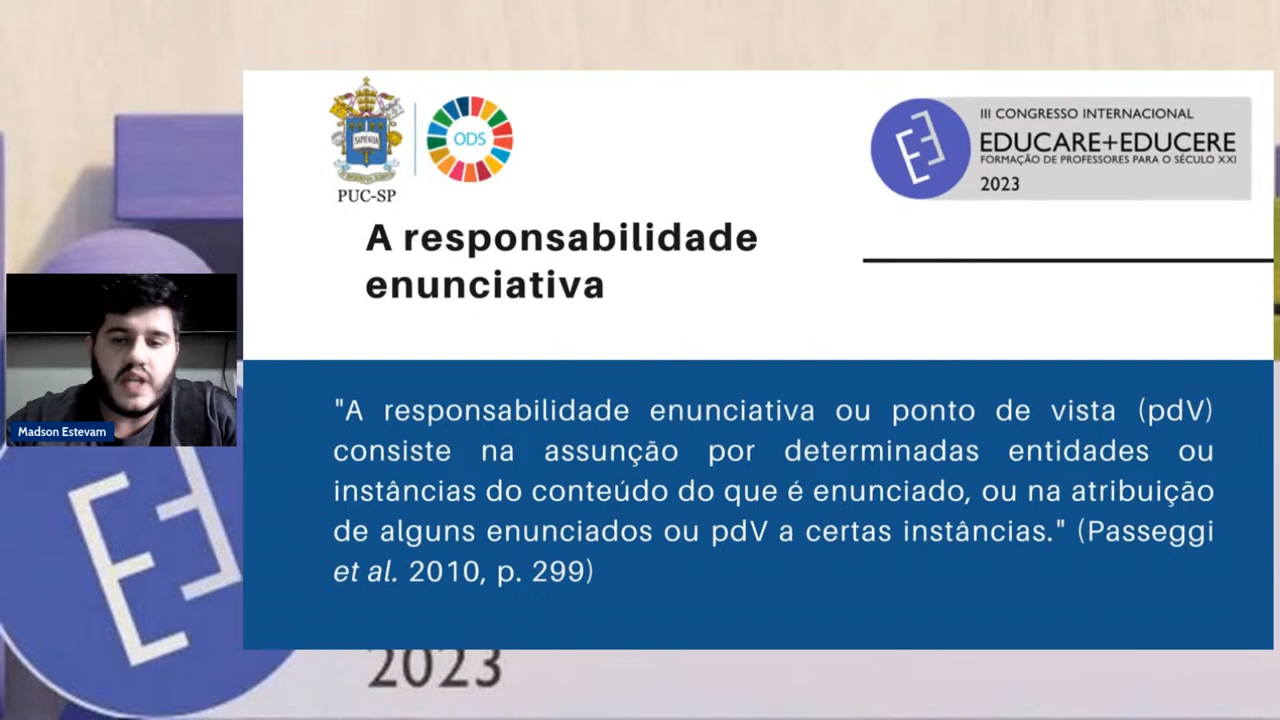 SAPIENTIA
ODS
PUC-SP
III CONGRESSO INTERNACIONAL
EDUCARE+EDUCERE
FORMAÇÃO DE PROFESSORES PARA O SÉCULO XXI
2023
A responsabilidade
enunciativa
"A responsabilidade enunciativa ou ponto de vista (pdV)
consiste na assunção por determinadas entidades ou
instâncias do conteúdo do que é enunciado, ou na atribuição
de alguns enunciados ou pdV a certas instâncias." (Passeggi
et al. 2010, p. 299)
Madson Estevam
2023